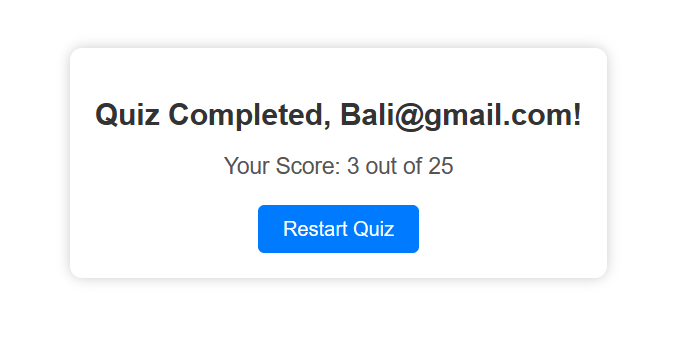 Quiz Completed, Bali@gmail.com!
Your Score: 3 out of 25
Restart Quiz